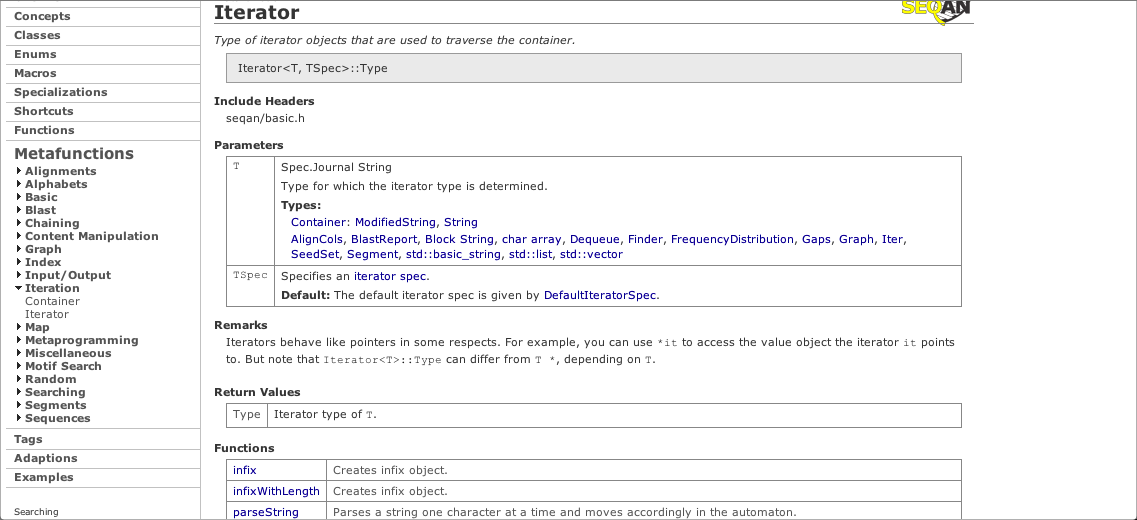 Concepts
Classes
Enums
Macros
Specializations
Shortcuts
Functions
Metafunctions
Alignments
Alphabets
Basic
Blast
Chaining
Content Manipulation
Graph
Index
Input/Output
Iteration
Container
Iterator
Map
Metaprogramming
Miscellaneous
Motif Search
Random
Searching
Segments
Sequences
Tags
Adaptions
Examples
Searching
Iterator
SEQAN
Type of iterator objects that are used to traverse the container.
Iterator<T, TSpec>::Type
Include Headers
seqan/basic.h
Parameters
T
Spec.Journal String
Type for which the iterator type is determined.
Types:
Container: ModifiedString, String
AlignCols, BlastReport, Block String, char array, Dequeue, Finder, FrequencyDistribution, Gaps, Graph, Iter,
SeedSet, Segment, std::basic_string, std::list, std::vector
TSpec
Specifies an iterator spec.
Default: The default iterator spec is given by DefaultIteratorSpec.
Remarks
Iterators behave like pointers in some respects. For example, you can use *it to access the value object the iterator it points
to. But note that Iterator<T>::Type can differ from T *, depending on T.
Return Values
Type Iterator type of T.
Functions
infix Creates infix object.
infixWithLength Creates infix object.
parseString Parses a string one character at a time and moves accordingly in the automaton.